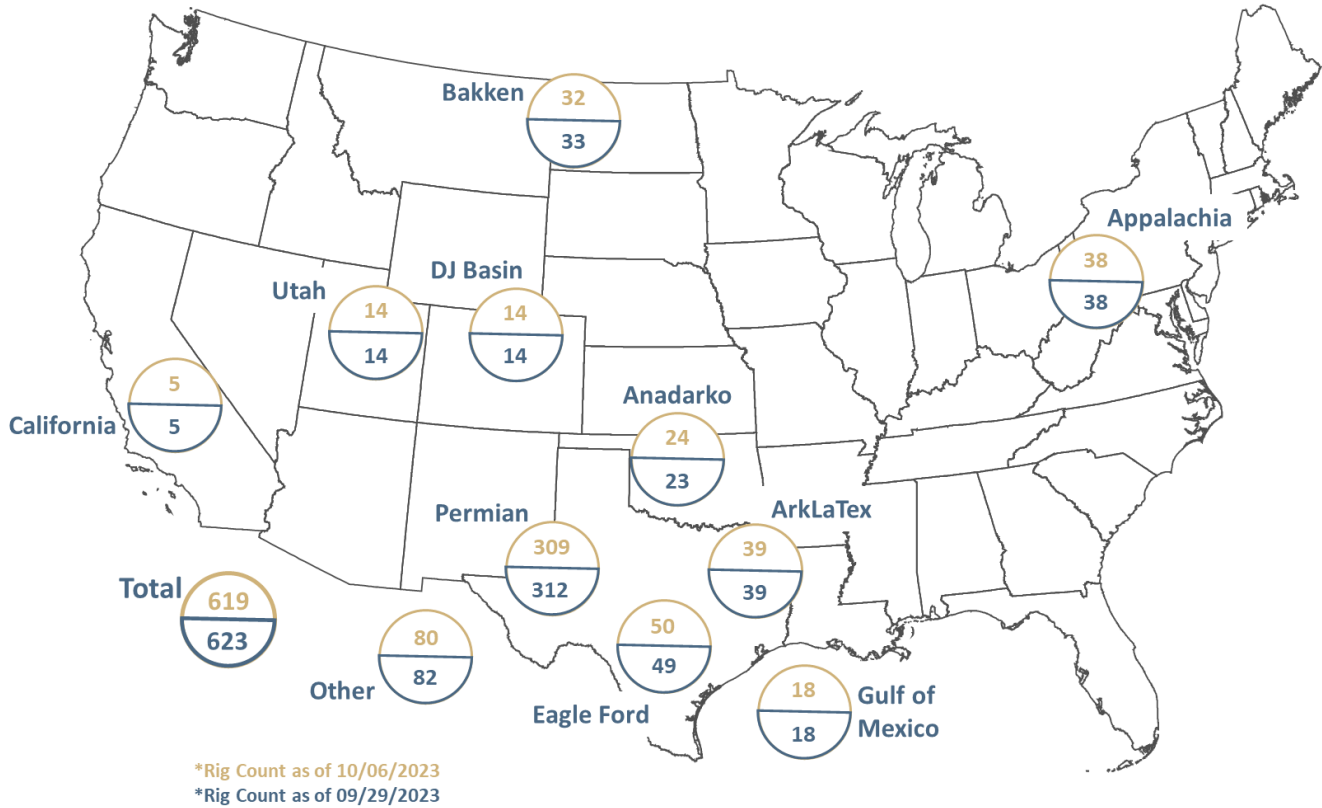 Bakken
32
33
Appalachia
38
38
DJ Basin
14
14
Utah
14
14
California
5
5
Anadarko
24
23
ArkLaTex
39
39
Permian
309
312
Total
619
623
Other
80
82
Eagle Ford
50
49
Gulf of
Mexico
18
18
*Rig Count as of 10/06/2023
*Rig Count as of 09/29/2023